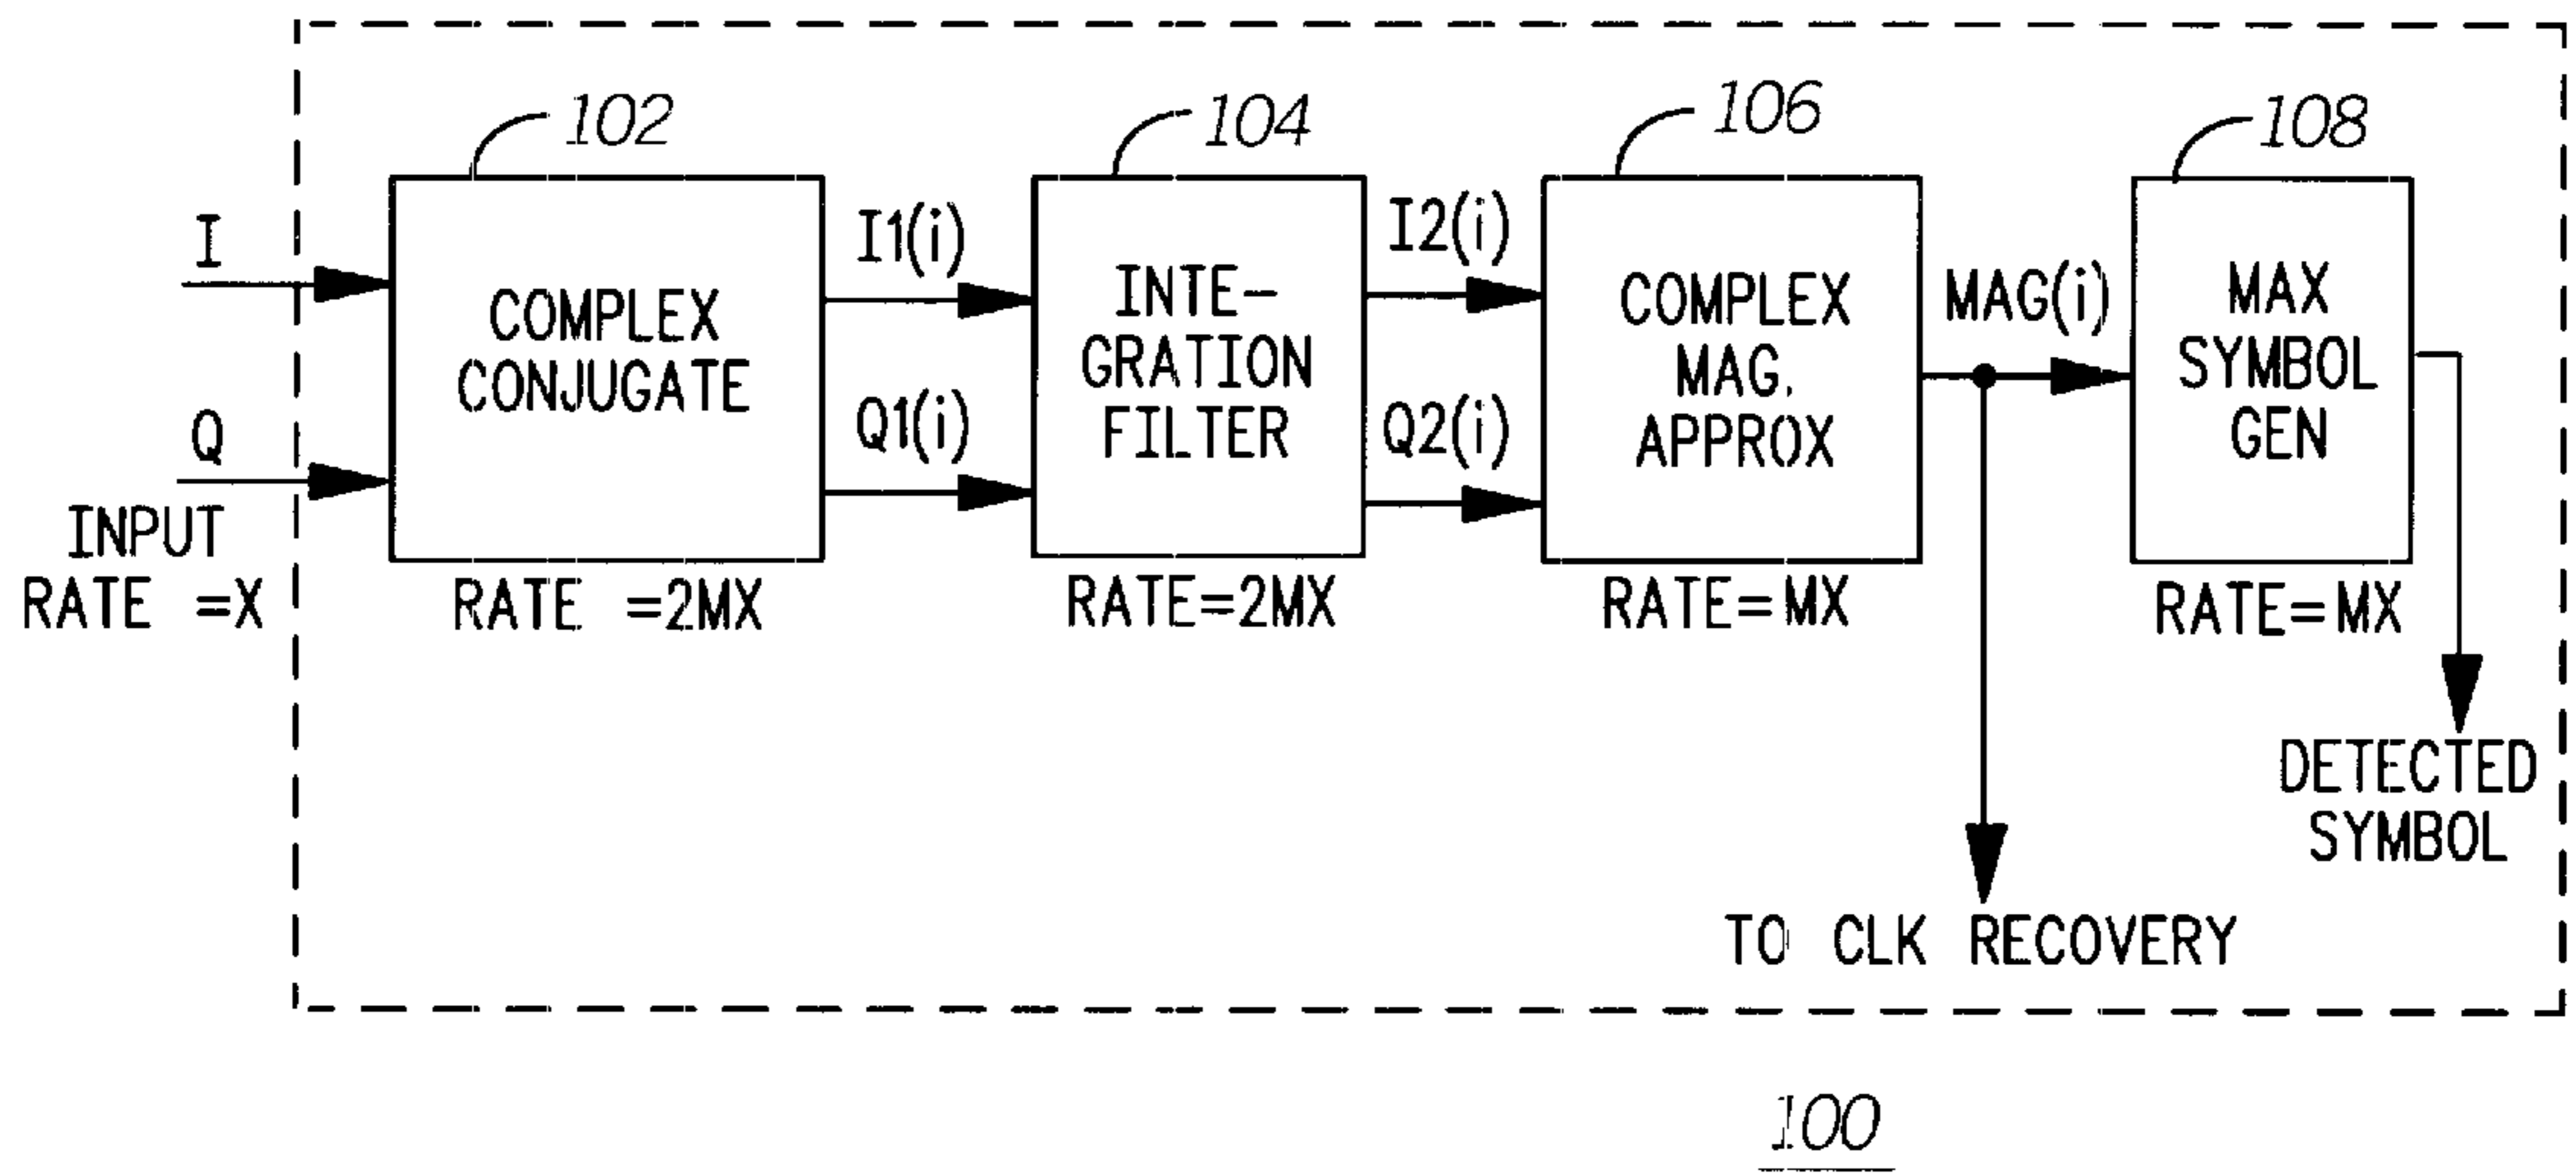 102
104
106
108
I
Q
INPUT
RATE =X
COMPLEX
CONJUGATE
RATE =2MX
I1(i)
Q1(i)
INTE-
GRATION
FILTER
RATE=2MX
I2(i)
Q2(i)
COMPLEX
MAG.
APPROX
RATE=MX
MAG(i)
MAX
SYMBOL
GEN
RATE=MX
DETECTED
SYMBOL
TO CLK RECOVERY
100